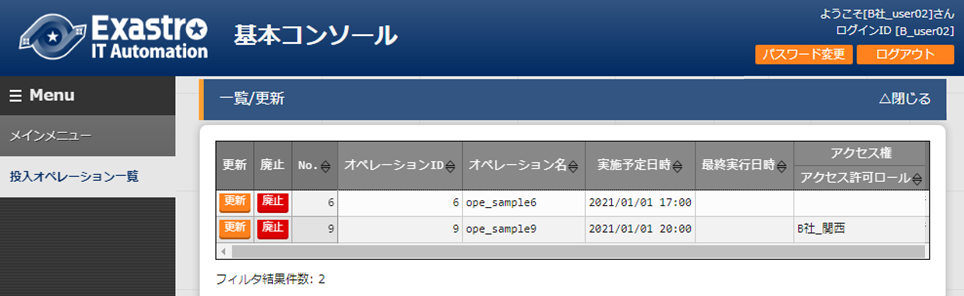 Exastro
IT Automation
基本コンソール
ようこそ[B社_user02]さん
ログインID [B_user02]
パスワード変更 ログアウト
Menu
メインメニュー
投入オペレーション一覧
一覧/更新 △閉じる
更新 廃止 No. オペレーションID オペレーション名 実施予定日時 最終実行日時 アクセス権
アクセス許可ロール
更新 廃止 6 6 ope_sample6 2021/01/01 17:00
更新 廃止 9 9 ope_sample9 2021/01/01 20:00 B社_関西
フィルタ結果件数: 2